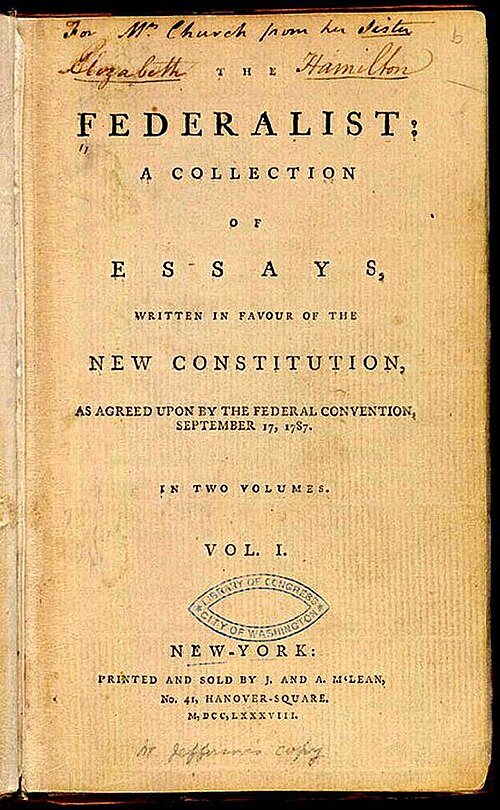 For Mrs Church from her Sister
Elizabeth Hamilton
6
THE
FEDERALIST:
A COLLECTION
OF
ESSAYS,
WRITTEN IN FAVOUR OF THE
NEW CONSTITUTION,
AS AGREED UPON BY THE FEDERAL CONVENTION,
SEPTEMBER 17, 1787.
IN TWO VOLUMES.
VOL. I.
LIBRARY OF CONGRESS
CITY OF WASHINGTON
NEW-YORK:
PRINTED AND SOLD BY J. AND A. M‘LEAN,
No. 41, HANOVER-SQUARE.
M,DCC,LXXXVIII.
Mr Jefferson's copy